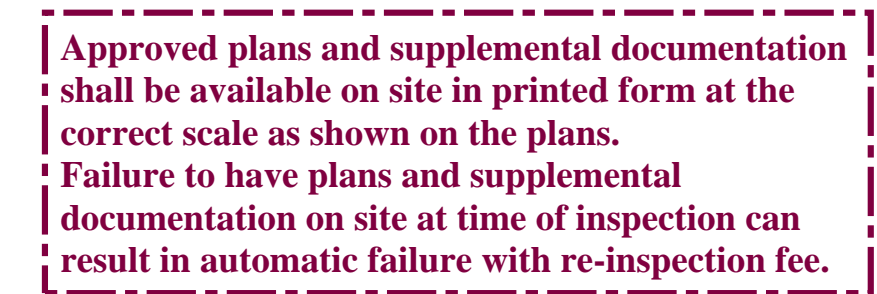 Approved plans and supplemental documentation
shall be available on site in printed form at the
correct scale as shown on the plans.
Failure to have plans and supplemental
documentation on site at time of inspection can
result in automatic failure with re-inspection fee.